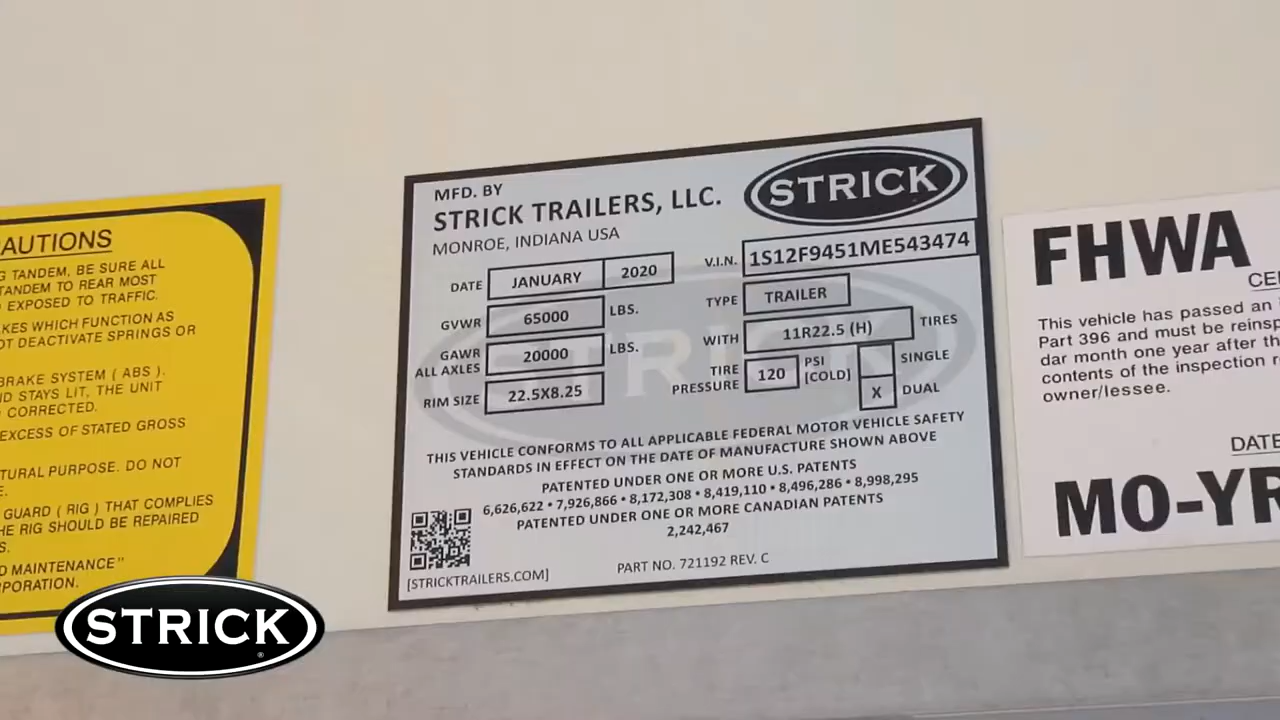 AUTIONS
G TANDEM, BE SURE ALL
TANDEM TO REAR MOST
EXPOSED TO TRAFFIC.
KES WHICH FUNCTION AS
OT DEACTIVATE SPRINGS OR
BRAKE SYSTEM ( ABS ).
D STAYS LIT, THE UNIT
CORRECTED.
EXCESS OF STATED GROSS
TURAL PURPOSE. DO NOT
E.
GUARD ( RIG ) THAT COMPLIES
HE RIG SHOULD BE REPAIRED
S.
D MAINTENANCE"
PORATION.
STRICK
MFD. BY
STRICK TRAILERS, LLC.
MONROE, INDIANA USA
STRICK
DATE JANUARY 2020
V.I.N. 1S12F9451ME543474
GVWR 65000 LBS.
TYPE TRAILER
GAWR ALL AXLES 20000 LBS.
WITH 11R22.5 (H) TIRES
RIM SIZE 22.5X8.25
TIRE PRESSURE 120 PSI [COLD]
SINGLE
X DUAL
STRICK
THIS VEHICLE CONFORMS TO ALL APPLICABLE FEDERAL MOTOR VEHICLE SAFETY
STANDARDS IN EFFECT ON THE DATE OF MANUFACTURE SHOWN ABOVE
PATENTED UNDER ONE OR MORE U.S. PATENTS
6,626,622 • 7,926,866 • 8,172,308 • 8,419,110 • 8,496,286 • 8,998,295
PATENTED UNDER ONE OR MORE CANADIAN PATENTS
2,242,467
[STRICKTRAILERS.COM]
PART NO. 721192 REV. C
FHWA
CE
This vehicle has passed an
Part 396 and must be reinsp
dar month one year after th
contents of the inspection r
owner/lessee.
DATE
MO-YR